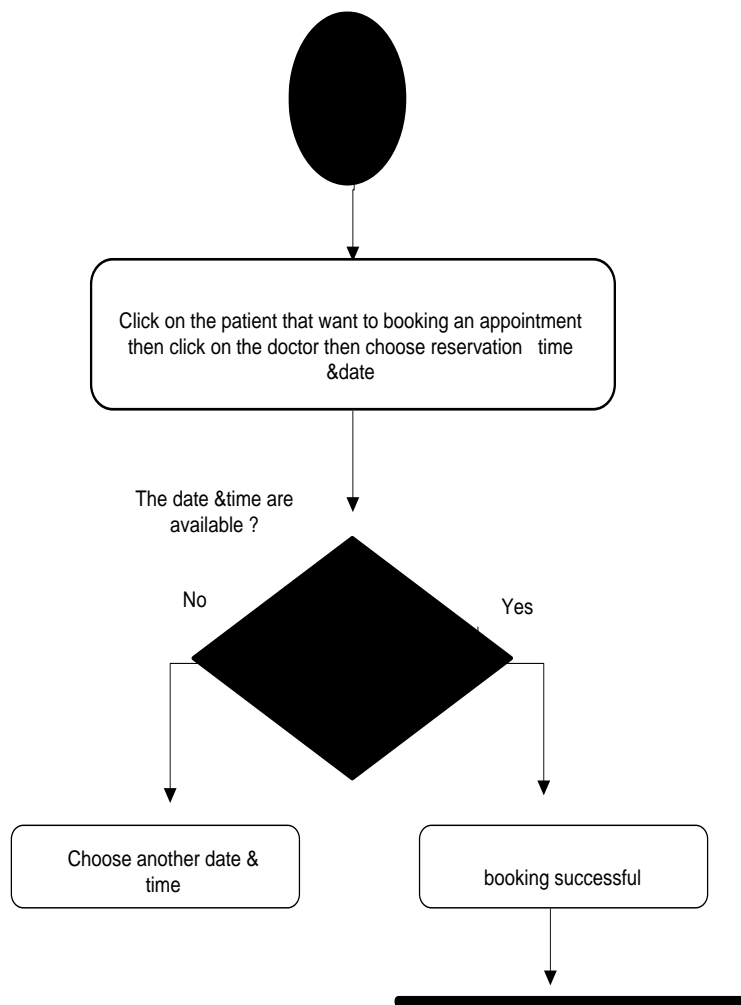 Click on the patient that want to booking an appointment
then click on the doctor then choose reservation time
&date
The date &time are
available ?
No
Yes
Choose another date &
time
booking successful